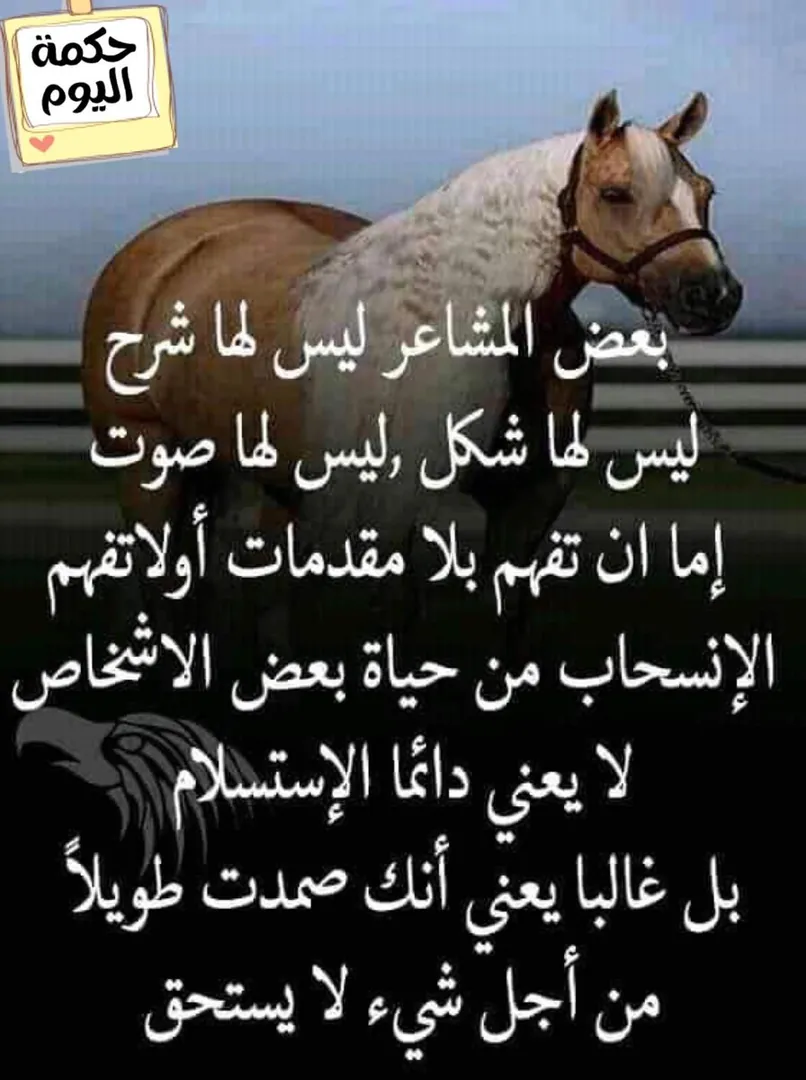 حكمة
اليوم
بعض المشاعر ليس لها شرح
ليس لها شكل ,ليس لها صوت
إما ان تفهم بلا مقدمات أولاتفهم
الإنسحاب من حياة بعض الاشخاص
لا يعني دائما الإستسلام
بل غالبا يعني أنك صمدت طويلاً
من أجل شيء لا يستحق